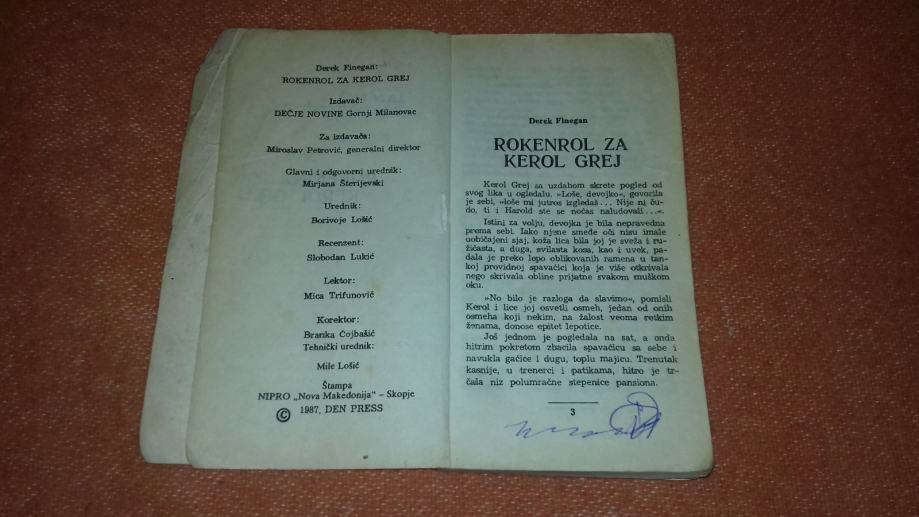 Derek Finegan:
ROKENROL ZA KEROL GREJ
Izdavač:
DEČJE NOVINE Gornji Milanovac
Za izdavača:
Miroslav Petrović, generalni direktor
Glavni i odgovorni urednik:
Mirjana Šterijevski
Urednik:
Borivoje Lošić
Recenzent:
Slobodan Lukić
Lektor:
Mica Trifunović
Korektor:
Branka Čojbašić
Tehnički urednik:
Mile Lošić
Štampa
NIPRO „Nova Makedonija" – Skopje
© 1987, DEN PRESS
Derek Finegan
ROKENROL ZA
KEROL GREJ
Kerol Grej sa uzdahom skrete pogled od
svog lika u ogledalu. »Loše, devojko«, govorila
je sebi, »loše mi jutros izgledaš... Nije ni ču-
do, ti i Harold ste se noćas naludovali...«.
Istini za volju, devojka je bila nepravedna
prema sebi. Iako njene smeđe oči nisu imale
uobičajeni sjaj, koža lica bila joj je sveža i ru-
žičasta, a duga, svilasta kosa, kao i uvek, pa-
dala je preko lepo oblikovanih ramena u tan-
koj providnoj spavaćici koja je više otkrivala
nego skrivala obline prijatne svakom muškom
oku.
»No bilo je razloga da slavimo«, pomisli
Kerol i lice joj osvetli osmeh, jedan od onih
osmeha koji nekim, na žalost veoma retkim
ženama, donose epitet lepotice.
Još jednom je pogledala na sat, a onda
hitrim pokretom zbacila spavaćicu sa sebe i
navukla gaćice i dugu, toplu majicu. Trenutak
kasnije, u trenerci i patikama, hitro je tr-
čala niz polumračne stepenice pansiona.
3